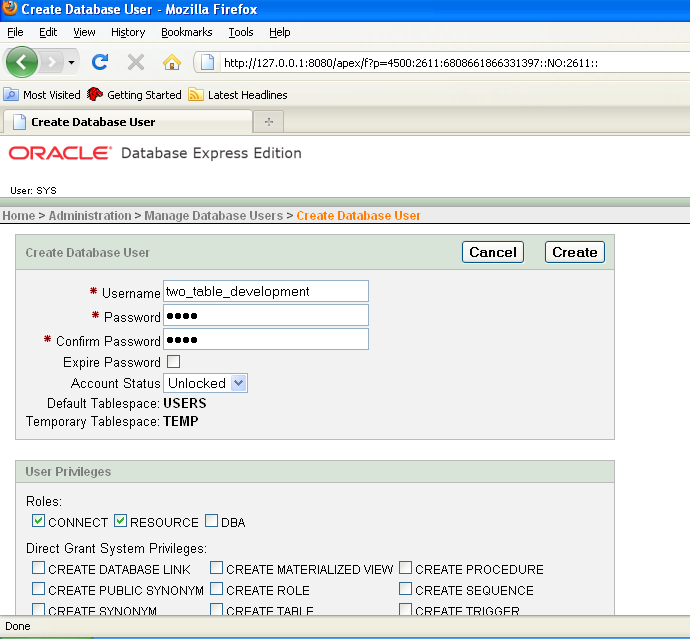 Create Database User - Mozilla Firefox
File Edit View History Bookmarks Tools Help
http://127.0.0.1:8080/apex/f?p=4500:2611:6808661866331397::NO:2611::
Most Visited Getting Started Latest Headlines
Create Database User
ORACLE Database Express Edition
User: SYS
Home > Administration > Manage Database Users > Create Database User
Create Database User Cancel Create
* Username two_table_development
* Password ••••
* Confirm Password ••••
Expire Password
Account Status Unlocked
Default Tablespace: USERS
Temporary Tablespace: TEMP
User Privileges
Roles:
CONNECT RESOURCE DBA
Direct Grant System Privileges:
CREATE DATABASE LINK CREATE MATERIALIZED VIEW CREATE PROCEDURE
CREATE PUBLIC SYNONYM CREATE ROLE CREATE SEQUENCE
CREATE SYNONYM CREATE TABLE CREATE TRIGGER
Done